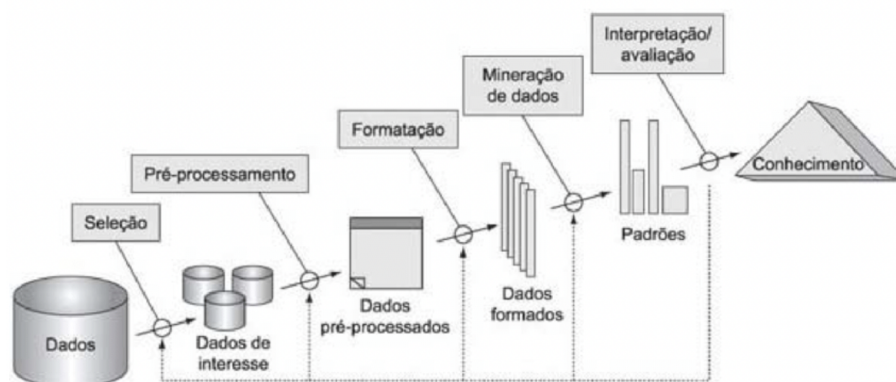 Interpretação/
avaliação
Mineração
de dados
Formatação
Pré-processamento
Seleção
Conhecimento
Padrões
Dados
formados
Dados
pré-processados
Dados de
interesse
Dados